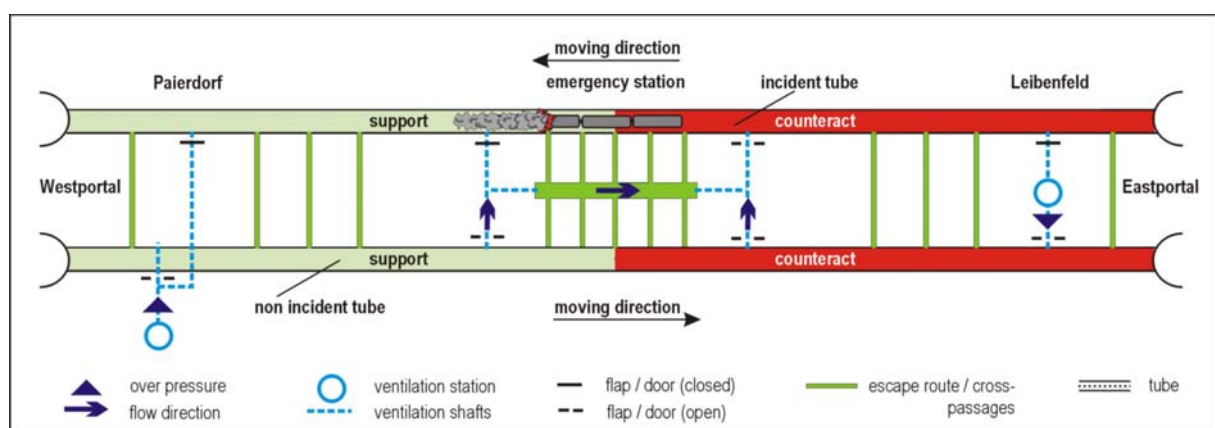 moving direction
Paierdorf
emergency station
incident tube
Leibenfeld
support
counteract
Westportal
Eastportal
support
counteract
non incident tube
moving direction
over pressure
flow direction
ventilation station
ventilation shafts
flap / door (closed)
flap / door (open)
escape route / cross-
passages
tube